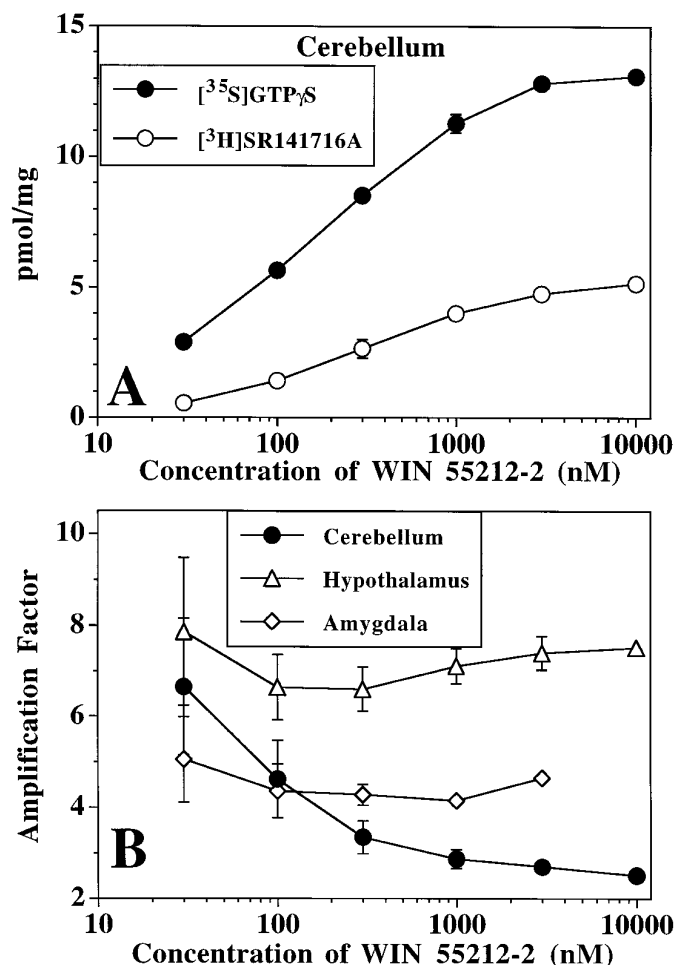 15
Cerebellum
[³⁵S]GTPγS
[³H]SR141716A
10
pmol/mg
5
A
0
10 100 1000 10000
Concentration of WIN 55212-2 (nM)
10
Cerebellum
Hypothalamus
Amygdala
8
Amplification Factor
6
4
B
2
10 100 1000 10000
Concentration of WIN 55212-2 (nM)